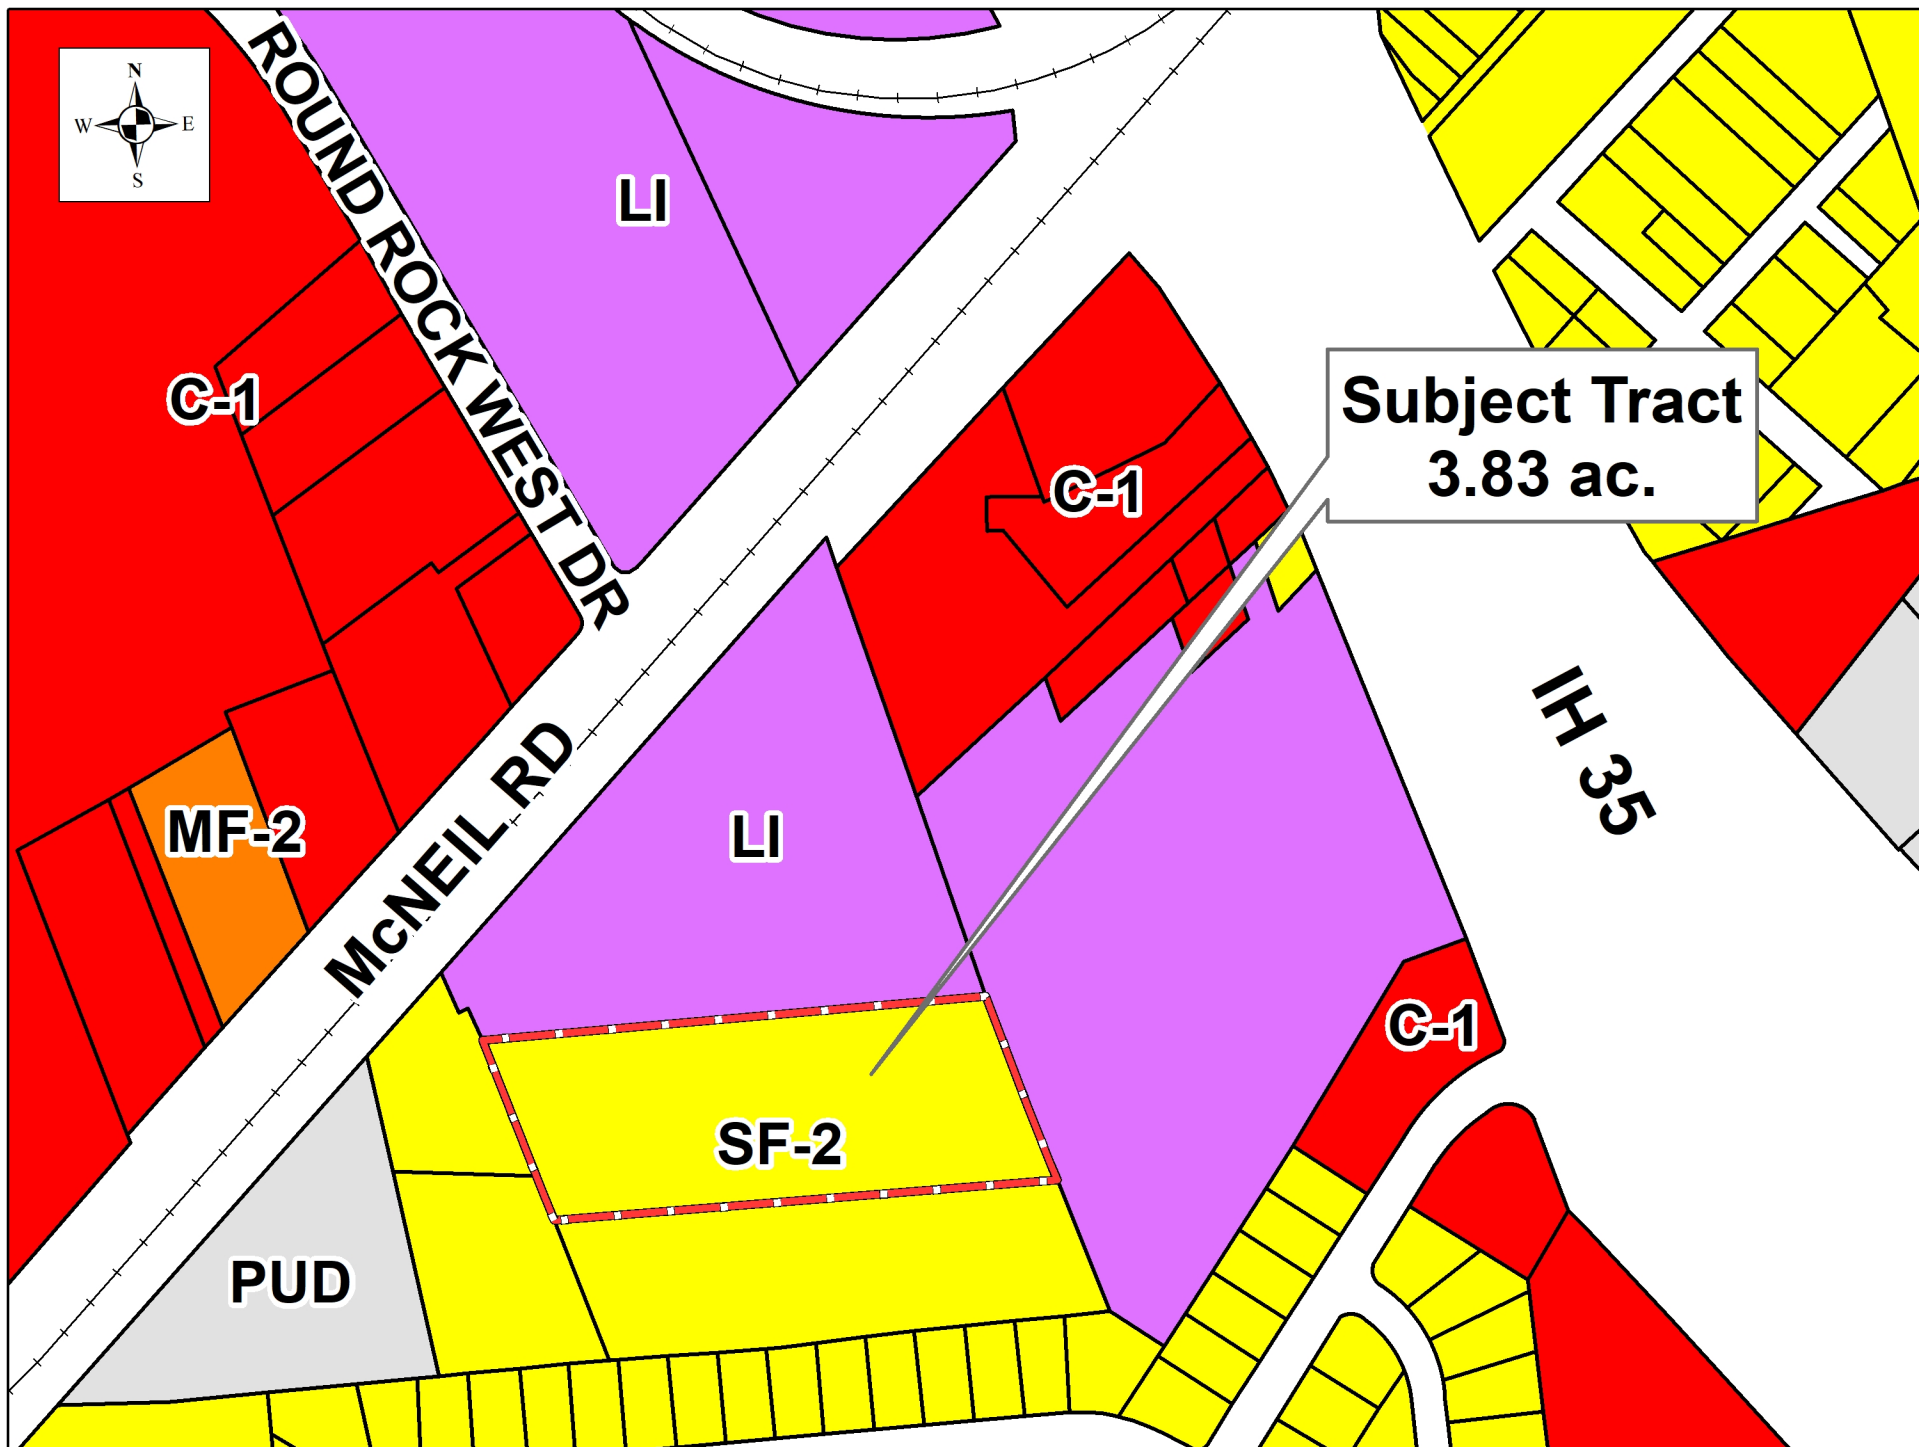 N
W E
S
ROUND ROCK WEST DR
LI
C-1
C-1
Subject Tract
3.83 ac.
IH 35
McNEIL RD
MF-2
LI
C-1
SF-2
PUD